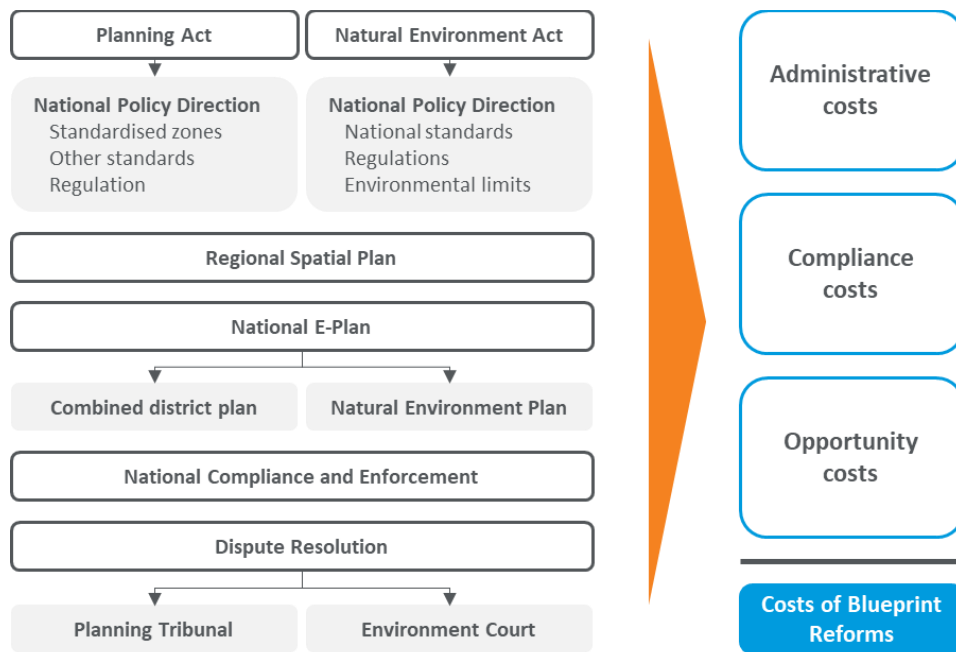 Planning Act
Natural Environment Act
National Policy Direction
Standardised zones
Other standards
Regulation
National Policy Direction
National standards
Regulations
Environmental limits
Regional Spatial Plan
National E-Plan
Combined district plan
Natural Environment Plan
National Compliance and Enforcement
Dispute Resolution
Planning Tribunal
Environment Court
Administrative
costs
Compliance
costs
Opportunity
costs
Costs of Blueprint
Reforms